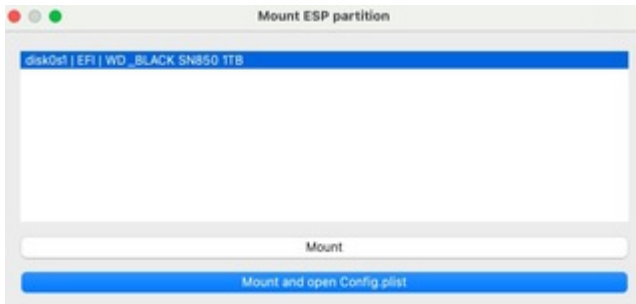 Mount ESP partition
disk0s1 | EFI | WD_BLACK SN850 1TB
Mount
Mount and open Config.plist